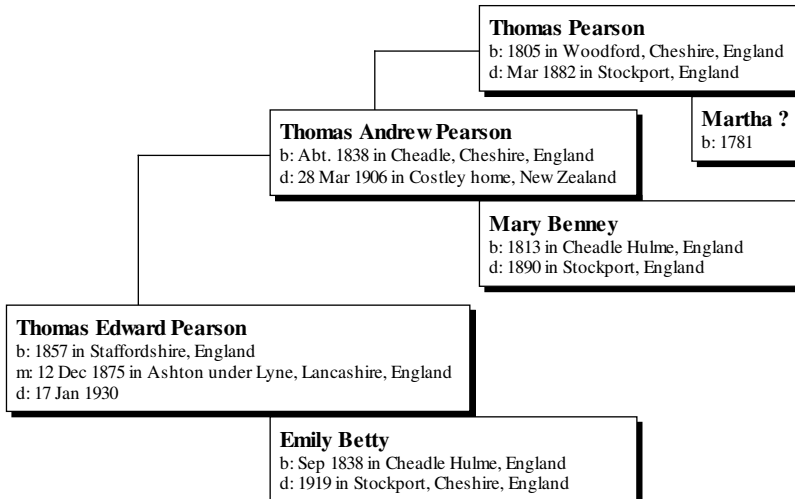 Thomas Pearson
b: 1805 in Woodford, Cheshire, England
d: Mar 1882 in Stockport, England
Martha ?
b: 1781
Thomas Andrew Pearson
b: Abt. 1838 in Cheadle, Cheshire, England
d: 28 Mar 1906 in Costley home, New Zealand
Mary Benney
b: 1813 in Cheadle Hulme, England
d: 1890 in Stockport, England
Thomas Edward Pearson
b: 1857 in Staffordshire, England
m: 12 Dec 1875 in Ashton under Lyne, Lancashire, England
d: 17 Jan 1930
Emily Betty
b: Sep 1838 in Cheadle Hulme, England
d: 1919 in Stockport, Cheshire, England